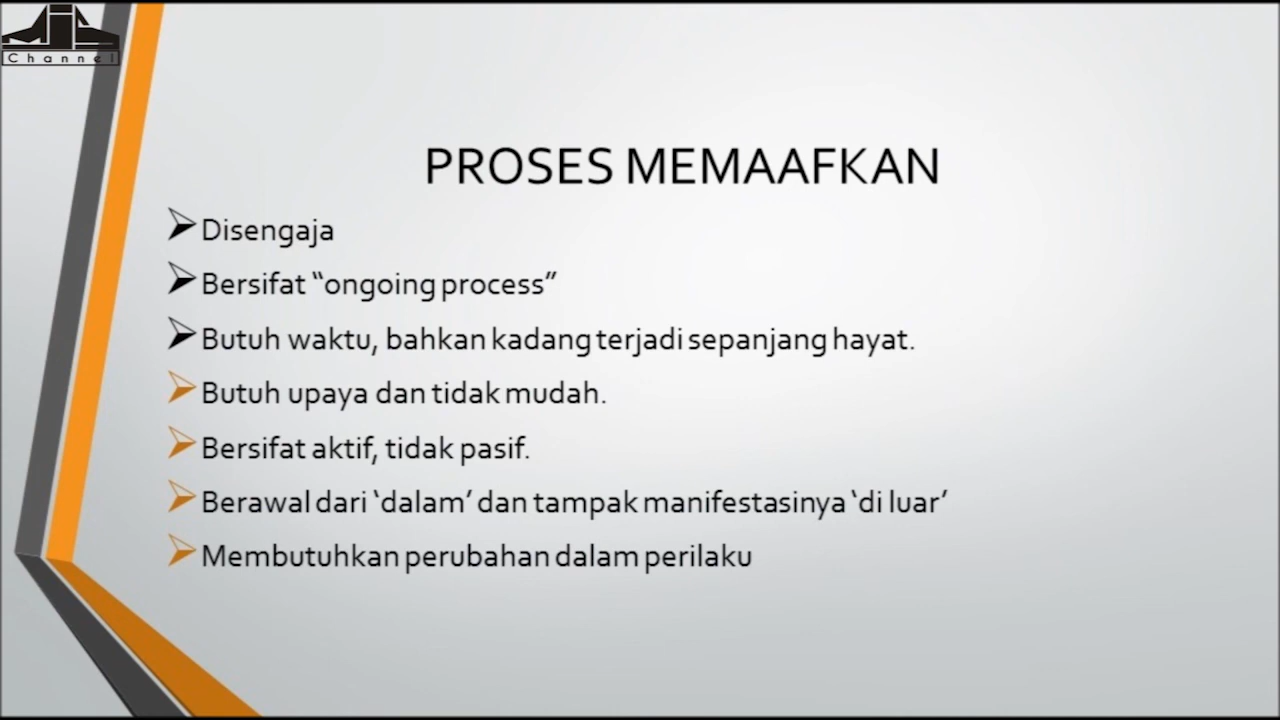 MJS
Channel
PROSES MEMAAFKAN
Disengaja
Bersifat “ongoing process”
Butuh waktu, bahkan kadang terjadi sepanjang hayat.
Butuh upaya dan tidak mudah.
Bersifat aktif, tidak pasif.
Berawal dari ‘dalam’ dan tampak manifestasinya ‘di luar’
Membutuhkan perubahan dalam perilaku